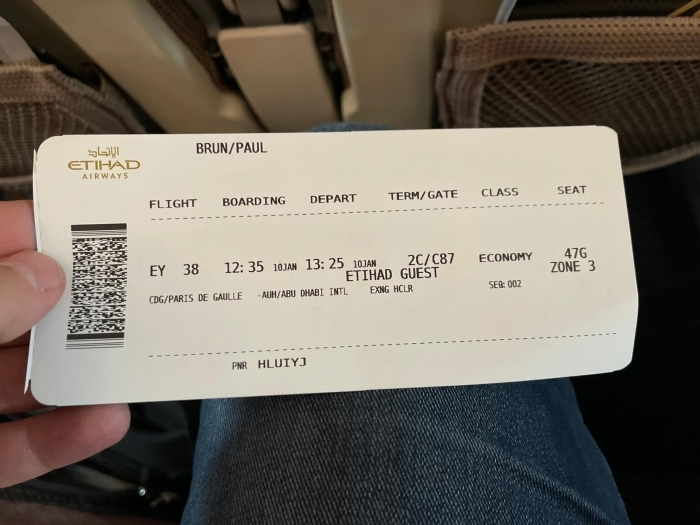 BRUN/PAUL
الإتحاد
ETIHAD
AIRWAYS
FLIGHT BOARDING DEPART TERM/GATE CLASS SEAT
EY 38 12:35 10JAN 13:25 10JAN 2C/C87 ECONOMY 47G
ETIHAD GUEST ZONE 3
CDG/PARIS DE GAULLE -AUH/ABU DHABI INTL EXNG HCLR SEQ: 002
PNR HLUIYJ